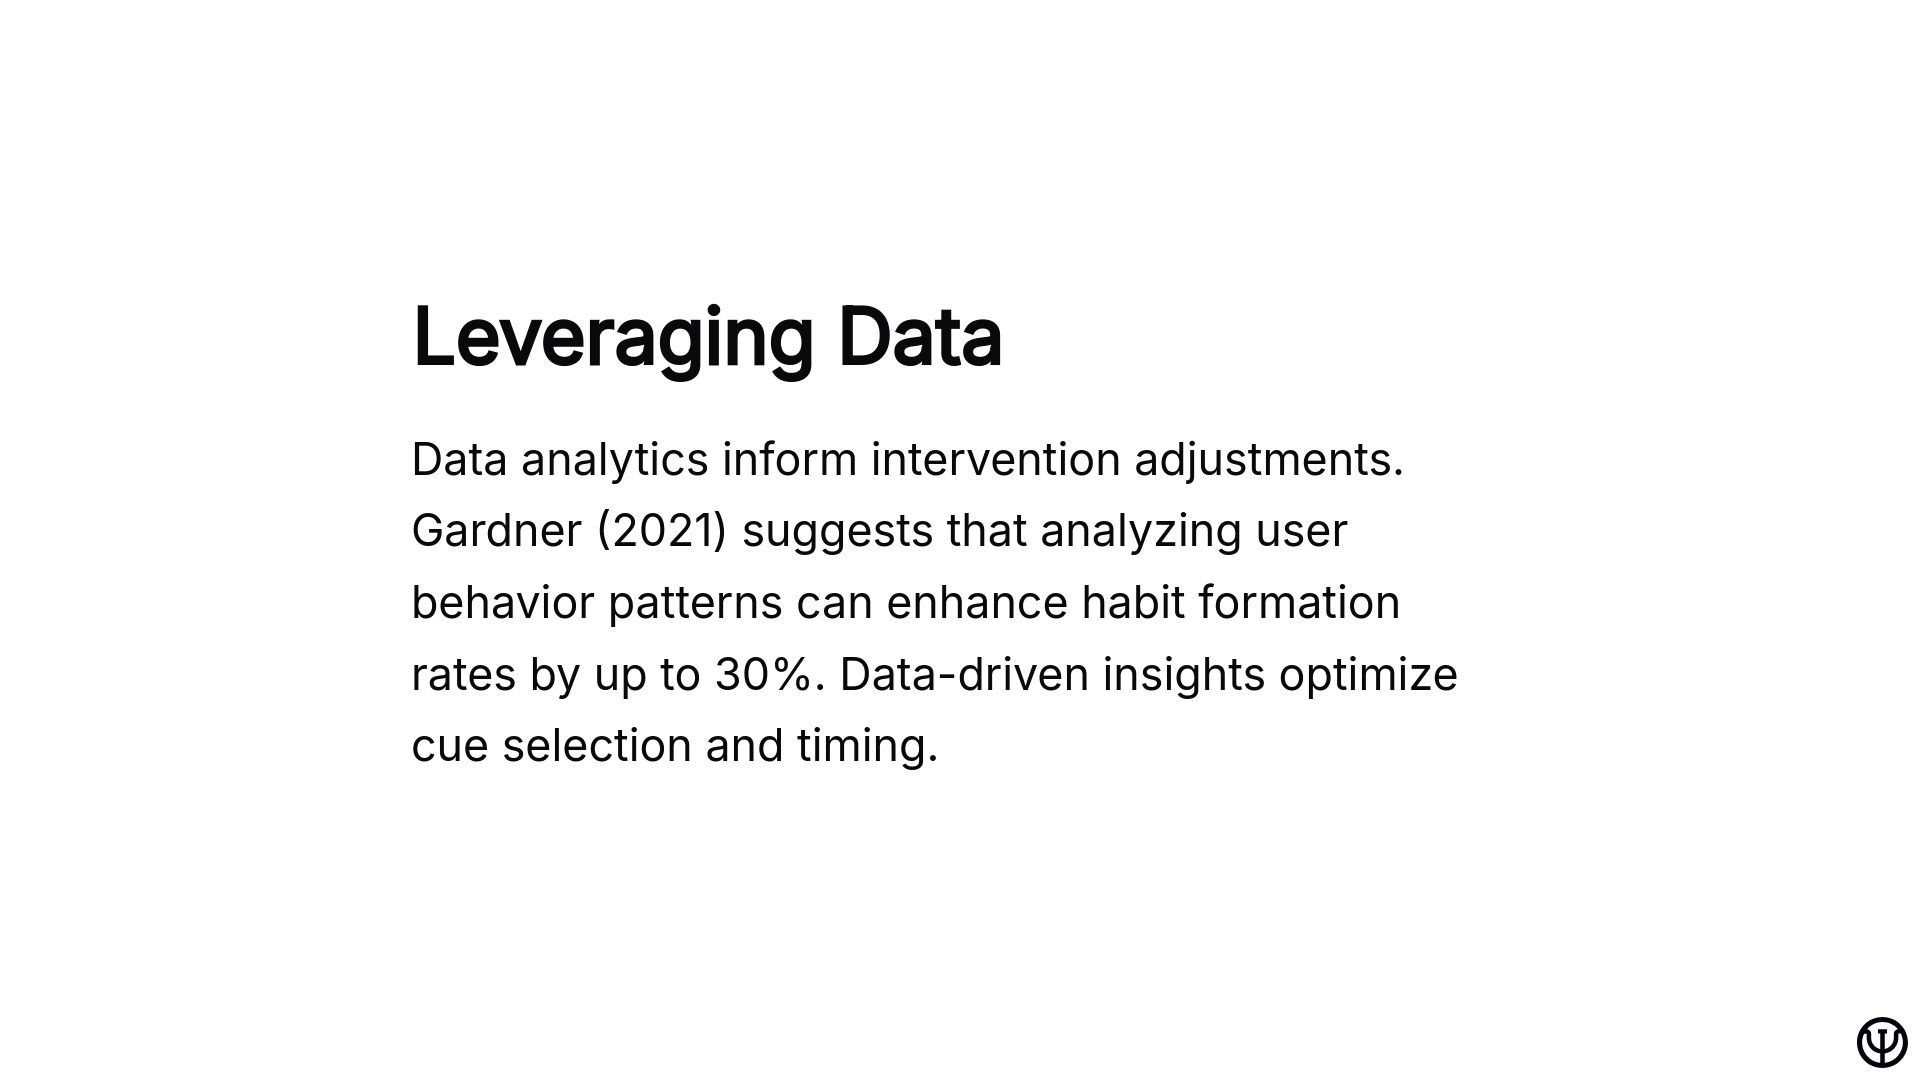 Leveraging Data
Data analytics inform intervention adjustments.
Gardner (2021) suggests that analyzing user
behavior patterns can enhance habit formation
rates by up to 30%. Data-driven insights optimize
cue selection and timing.